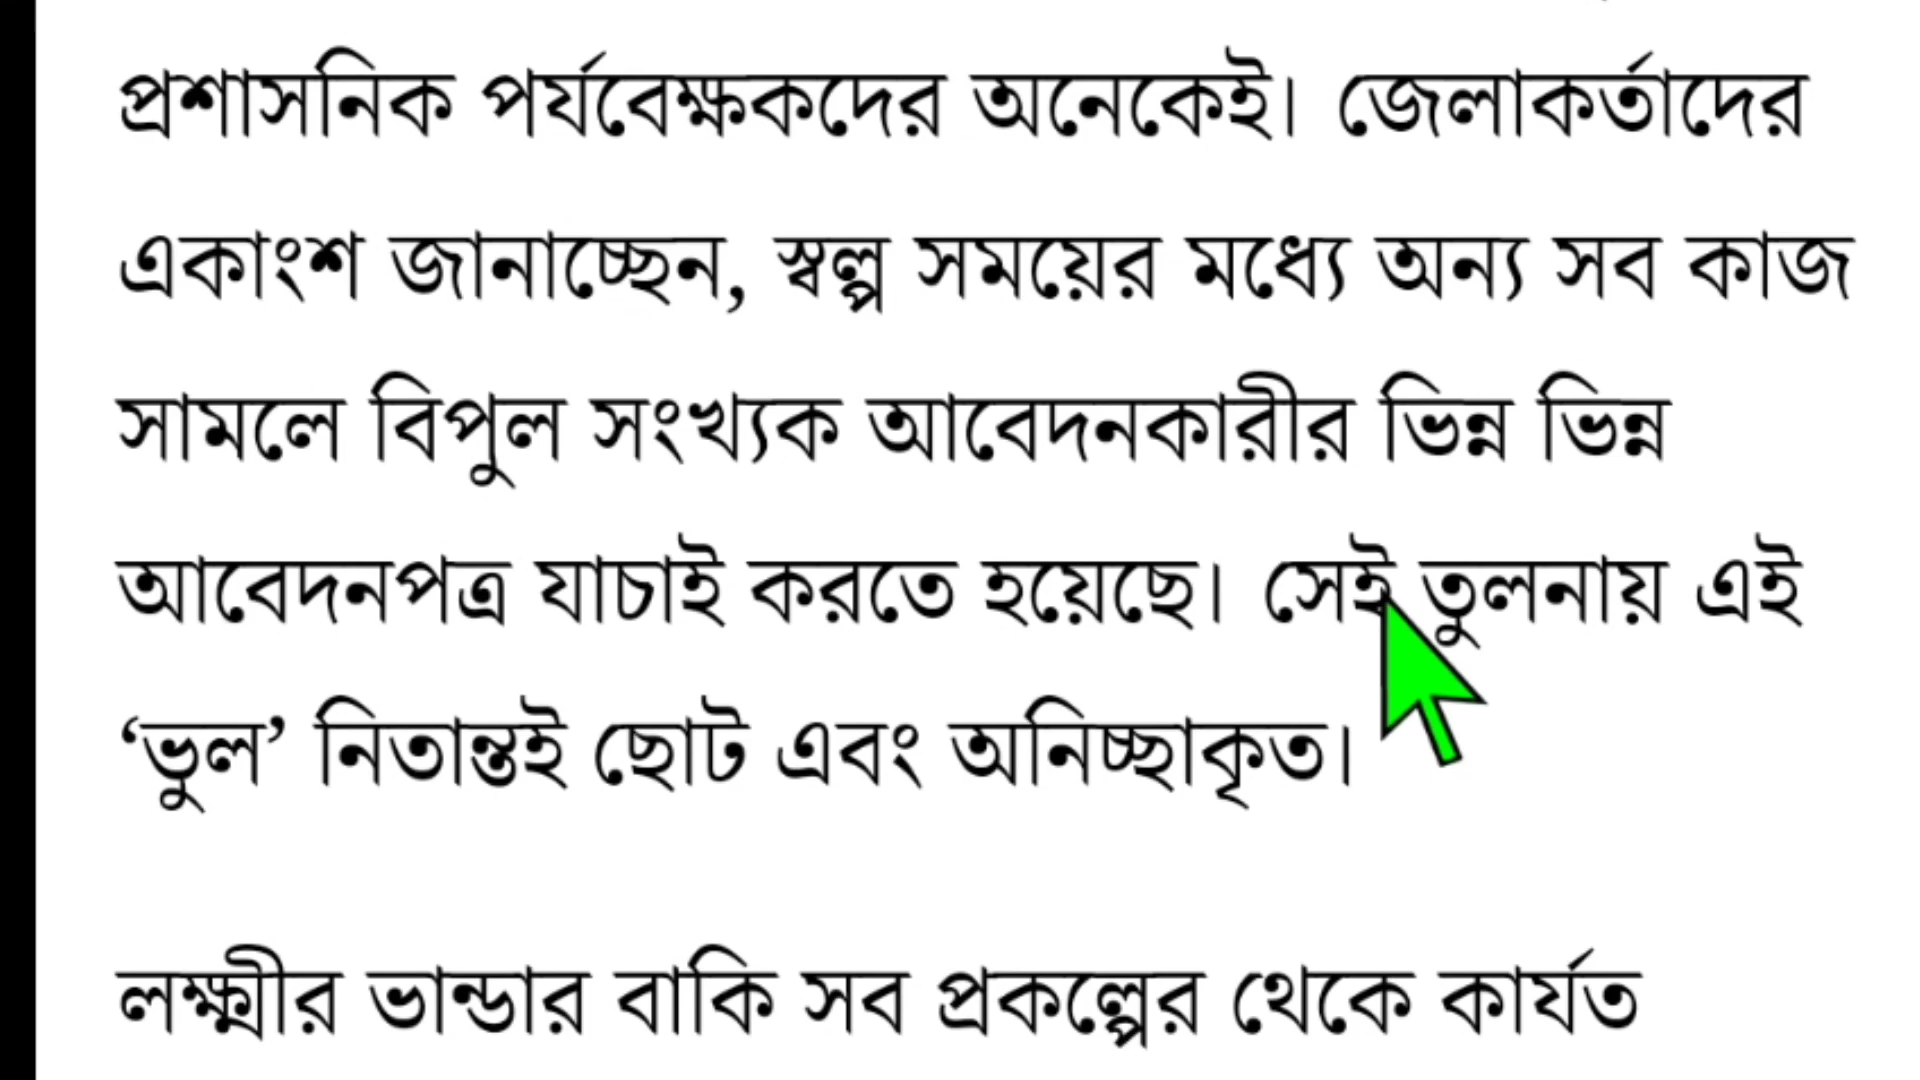 প্রশাসনিক পর্যবেক্ষকদের অনেকেই। জেলাকর্তাদের
একাংশ জানাচ্ছেন, স্বল্প সময়ের মধ্যে অন্য সব কাজ
সামলে বিপুল সংখ্যক আবেদনকারীর ভিন্ন ভিন্ন
আবেদনপত্র যাচাই করতে হয়েছে। সেই তুলনায় এই
‘ভুল’ নিতান্তই ছোট এবং অনিচ্ছাকৃত।
লক্ষ্মীর ভান্ডার বাকি সব প্রকল্পের থেকে কার্যত